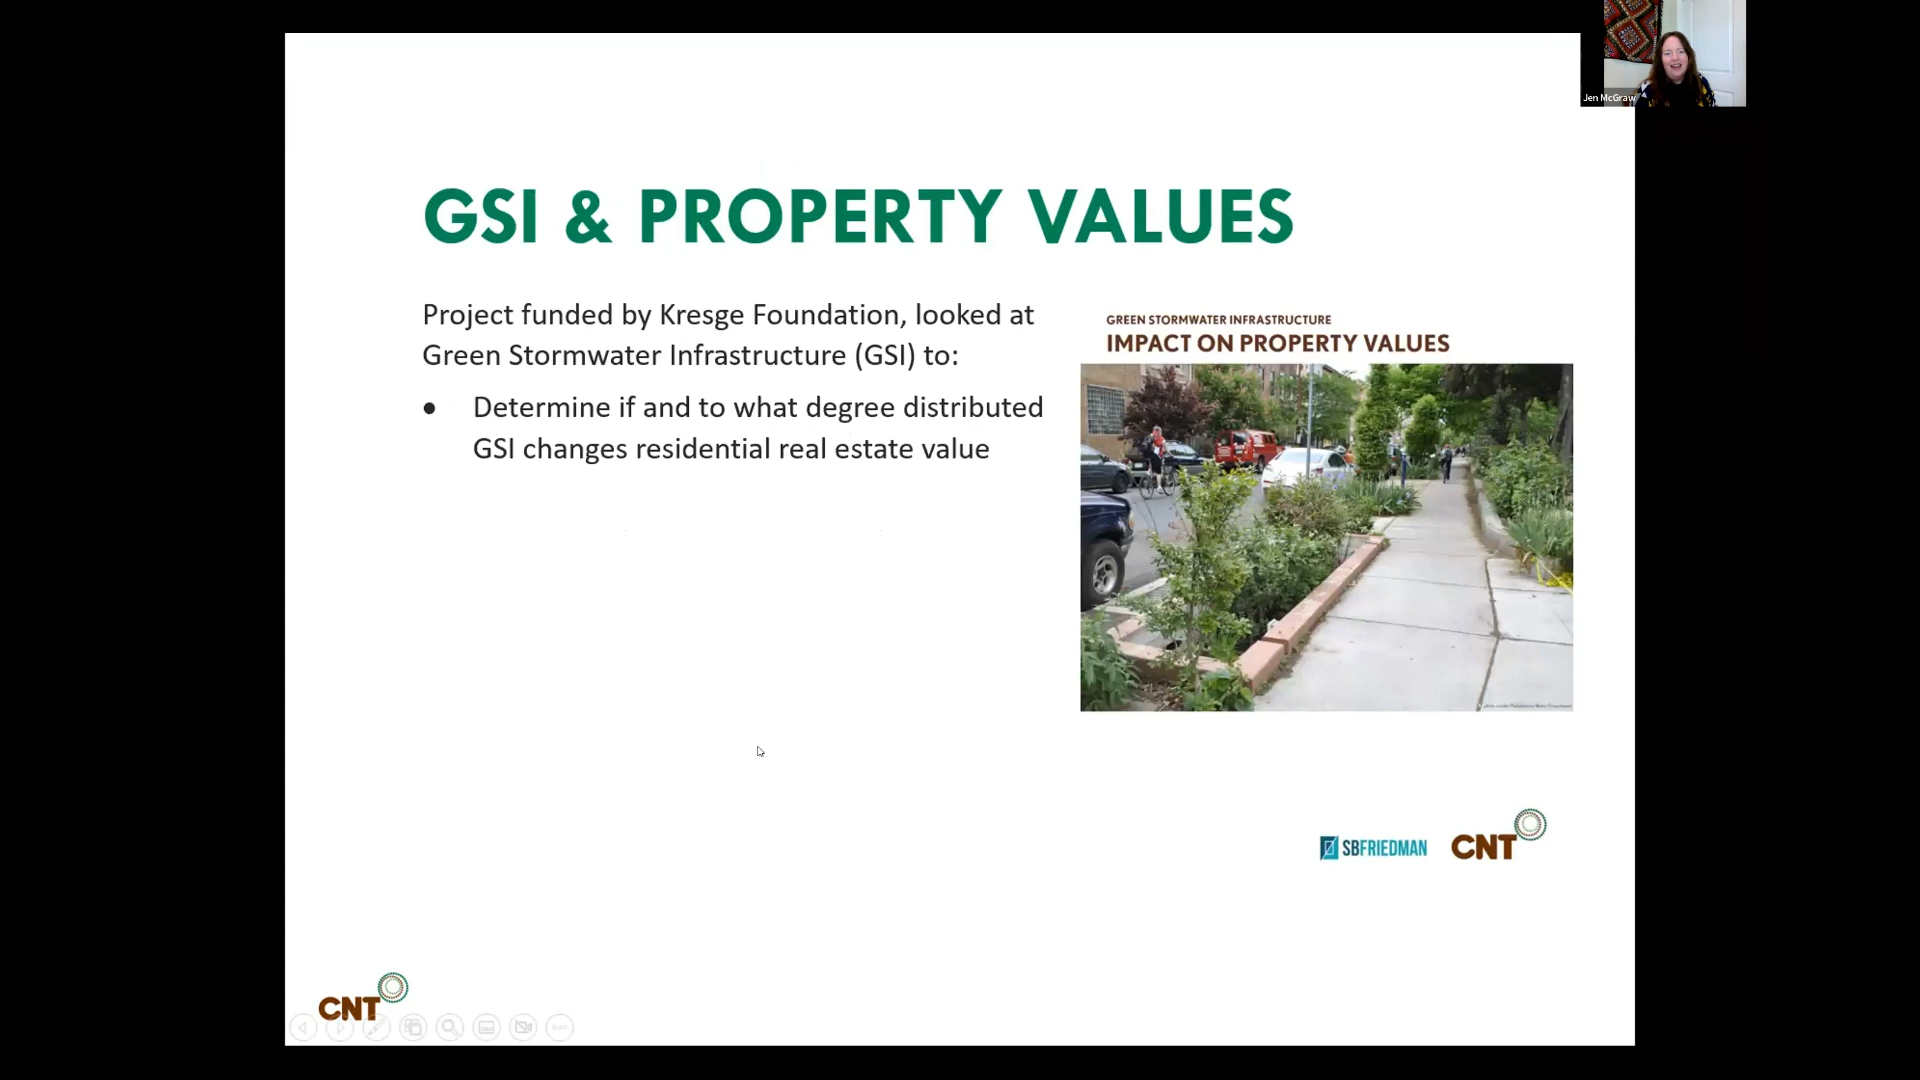 Jen McGraw
GSI & PROPERTY VALUES
Project funded by Kresge Foundation, looked at
Green Stormwater Infrastructure (GSI) to:
● Determine if and to what degree distributed
GSI changes residential real estate value
GREEN STORMWATER INFRASTRUCTURE
IMPACT ON PROPERTY VALUES
SBFRIEDMAN
CNT
CNT